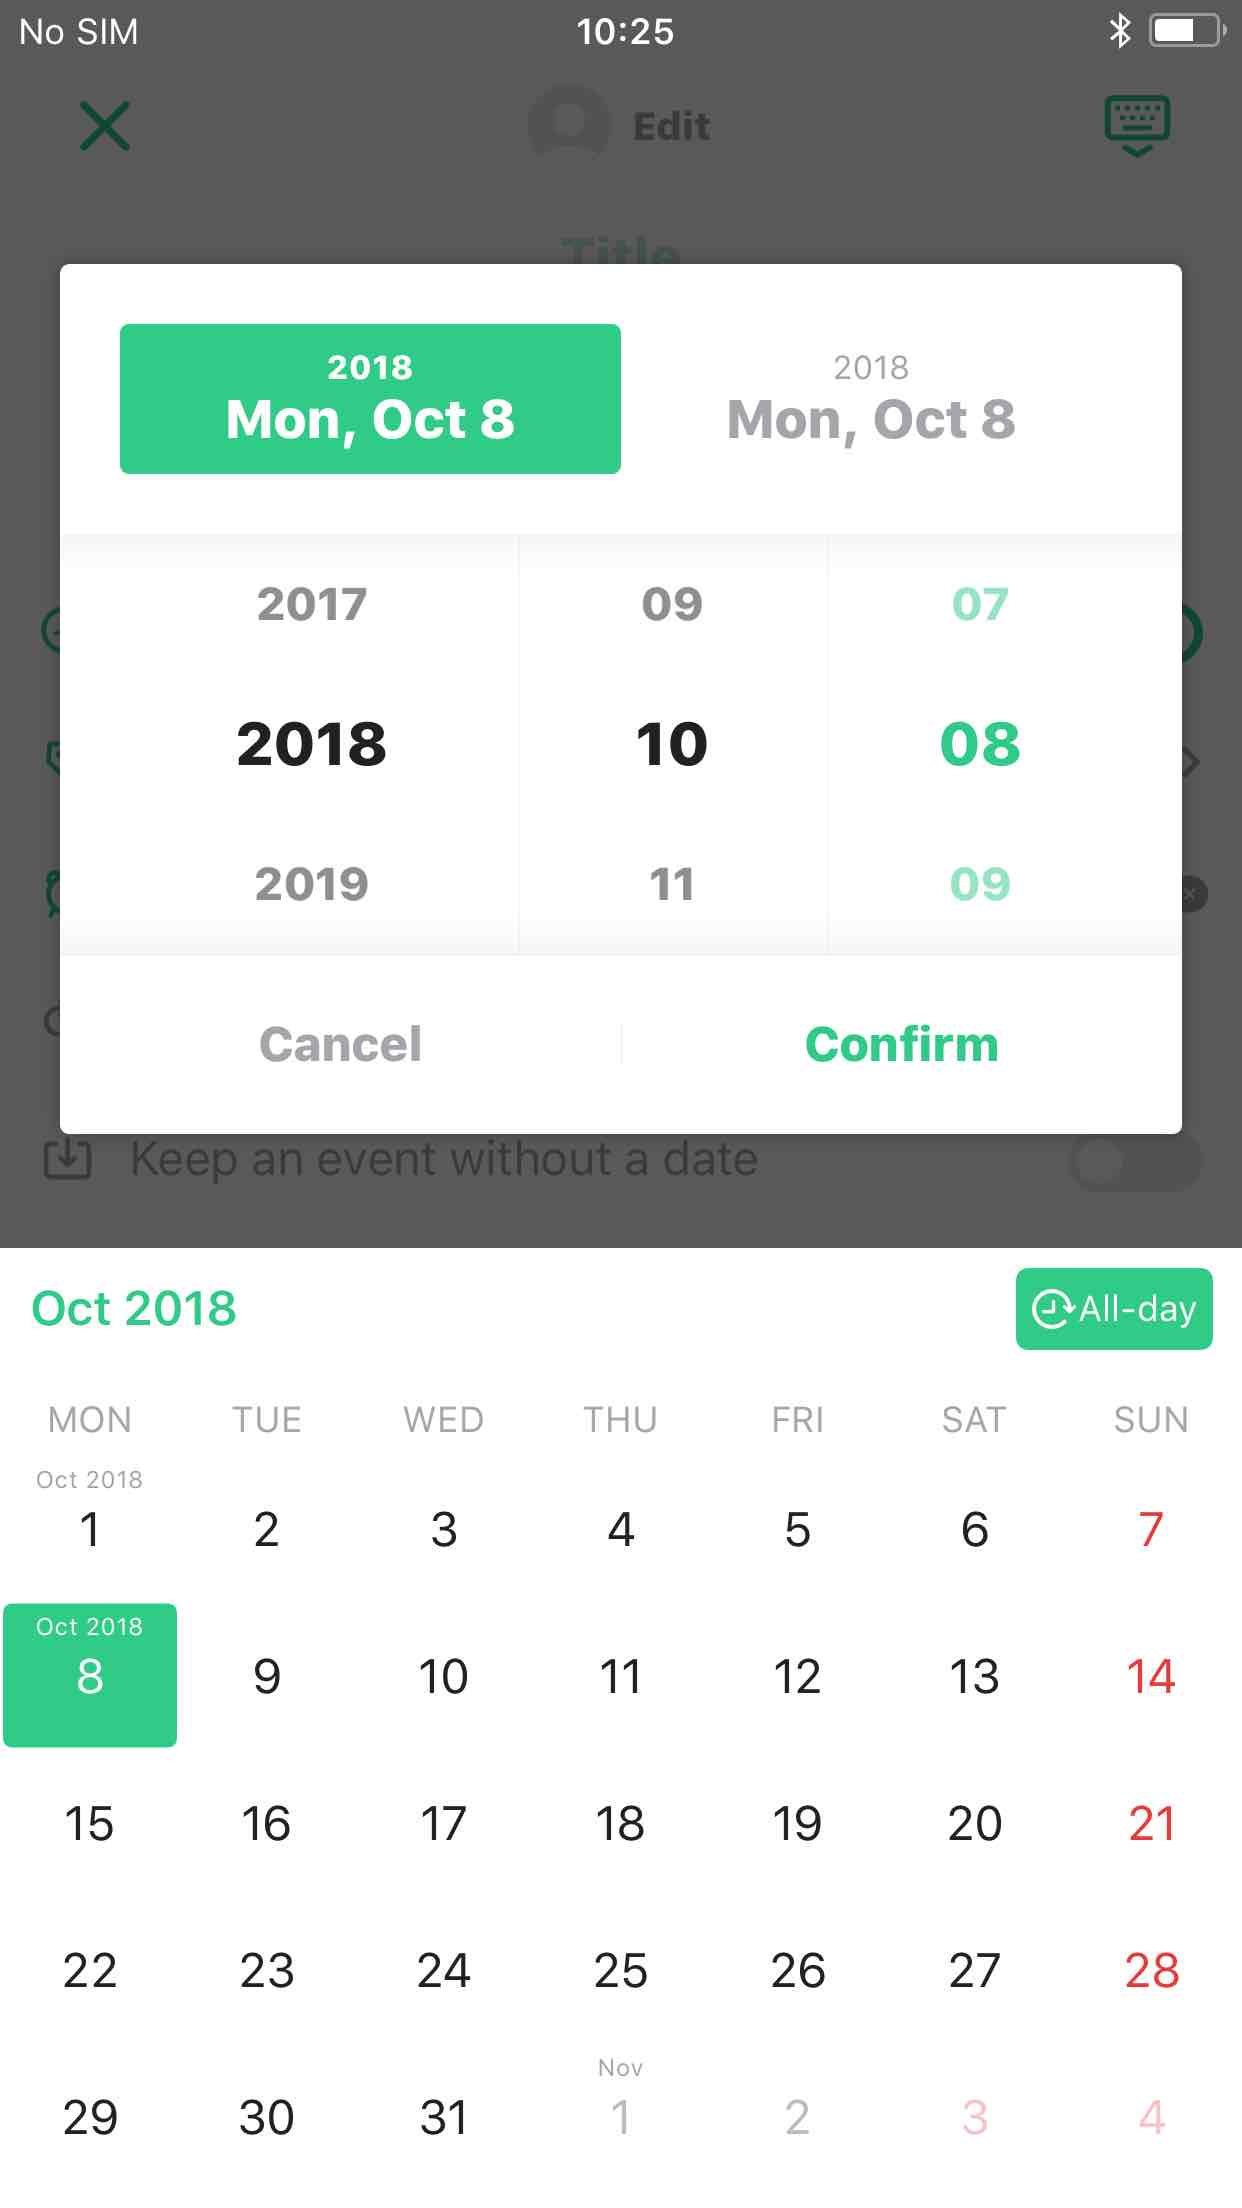 No SIM 10:25
Edit
Title
2018 2018
Mon, Oct 8 Mon, Oct 8
2017 09 07
2018 10 08
2019 11 09
Cancel Confirm
Keep an event without a date
Oct 2018 All-day
MON TUE WED THU FRI SAT SUN
Oct 2018
1 2 3 4 5 6 7
Oct 2018
8 9 10 11 12 13 14
15 16 17 18 19 20 21
22 23 24 25 26 27 28
Nov
29 30 31 1 2 3 4